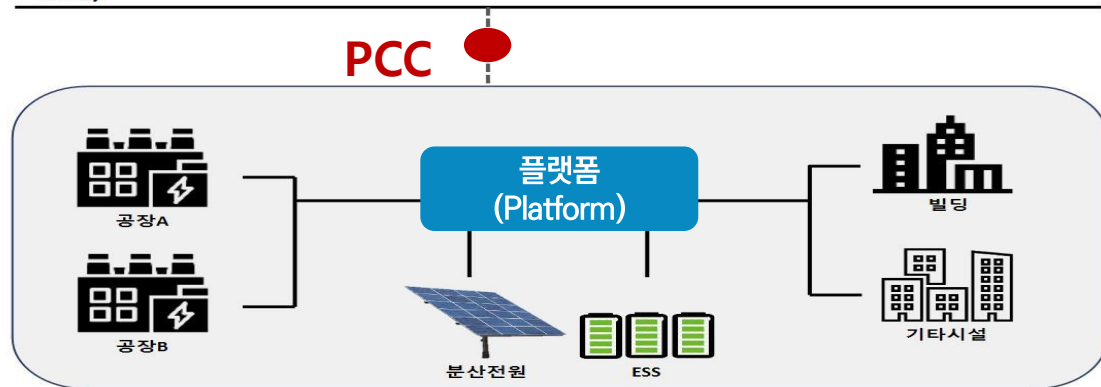 PCC
플랫폼
(Platform)
공장A
빌딩
공장B
기타시설
분산전원
ESS